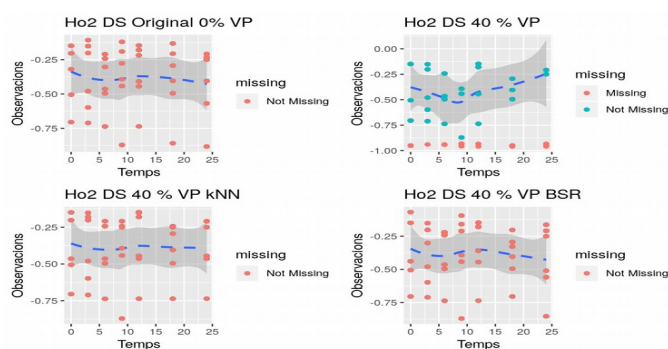 Ho2 DS Original 0% VP
-0.25
-0.50
-0.75
Observacions
0 5 10 15 20 25
Temps
missing
Not Missing
Ho2 DS 40 % VP
0.00
-0.25
-0.50
-0.75
-1.00
Observacions
0 5 10 15 20 25
Temps
missing
Missing
Not Missing
Ho2 DS 40 % VP kNN
-0.25
-0.50
-0.75
Observacions
0 5 10 15 20 25
Temps
missing
Not Missing
Ho2 DS 40 % VP BSR
-0.25
-0.50
-0.75
Observacions
0 5 10 15 20 25
Temps
missing
Not Missing